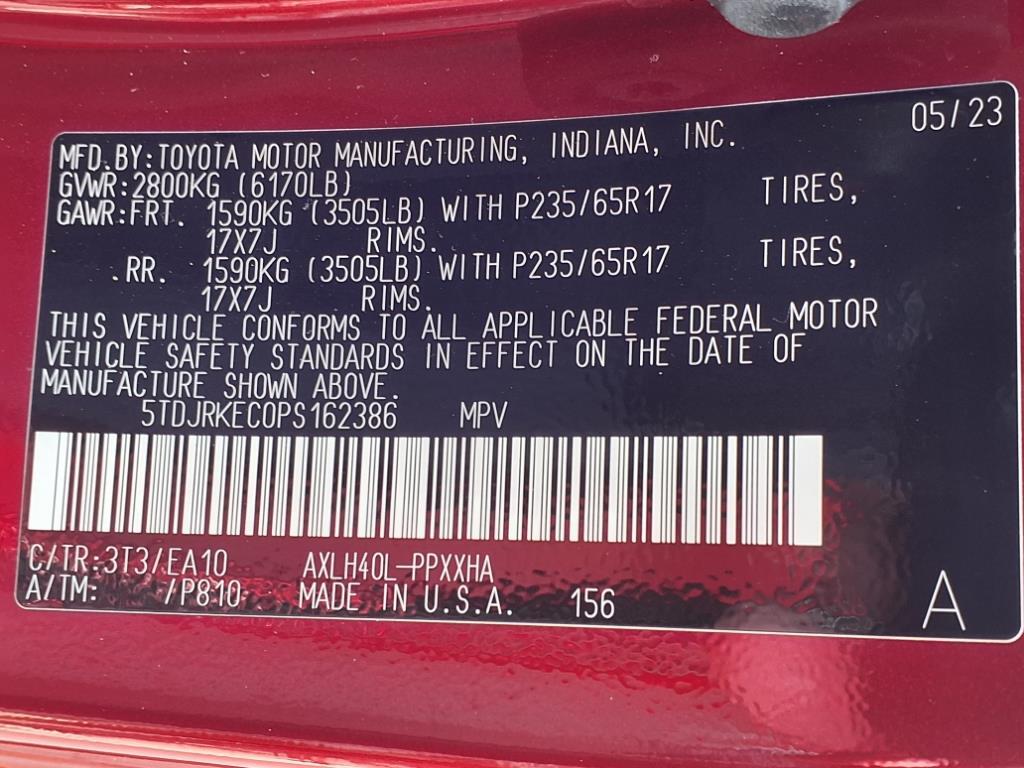 05/23
MFD.BY:TOYOTA MOTOR MANUFACTURING, INDIANA, INC.
GVWR:2800KG (6170LB)
GAWR:FRT. 1590KG (3505LB) WITH P235/65R17 TIRES,
17X7J RIMS.
.RR. 1590KG (3505LB) WITH P235/65R17 TIRES,
17X7J RIMS.
THIS VEHICLE CONFORMS TO ALL APPLICABLE FEDERAL MOTOR
VEHICLE SAFETY STANDARDS IN EFFECT ON THE DATE OF
MANUFACTURE SHOWN ABOVE.
5TDJRKEC0PS162386 MPV
C/TR:3T3/EA10 AXLH40L-PPXXHA
A/TM: /P810 MADE IN U.S.A. 156
A